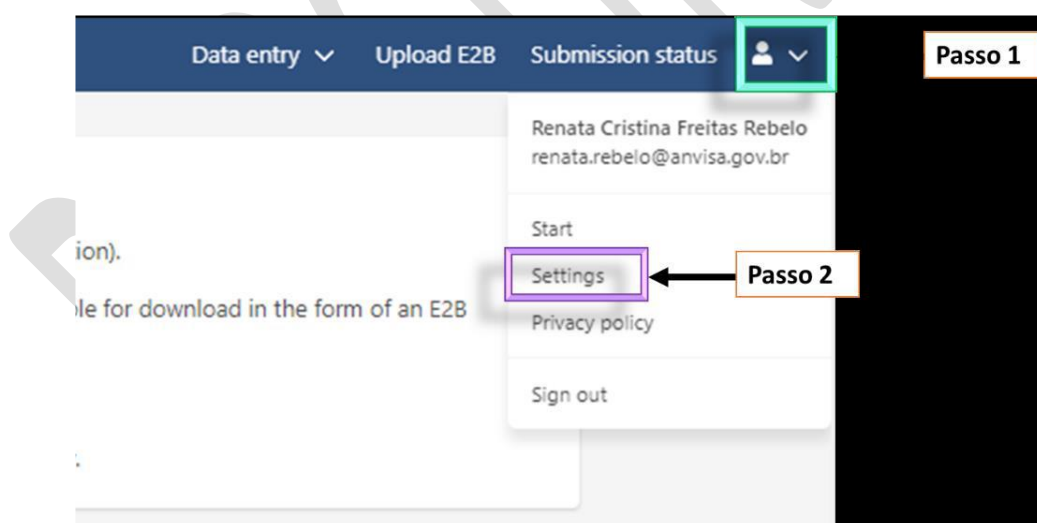 Data entry Upload E2B Submission status
Passo 1
Renata Cristina Freitas Rebelo
renata.rebelo@anvisa.gov.br
Start
ion).
Settings
Passo 2
for download in the form of an E2B
Privacy policy
Sign out